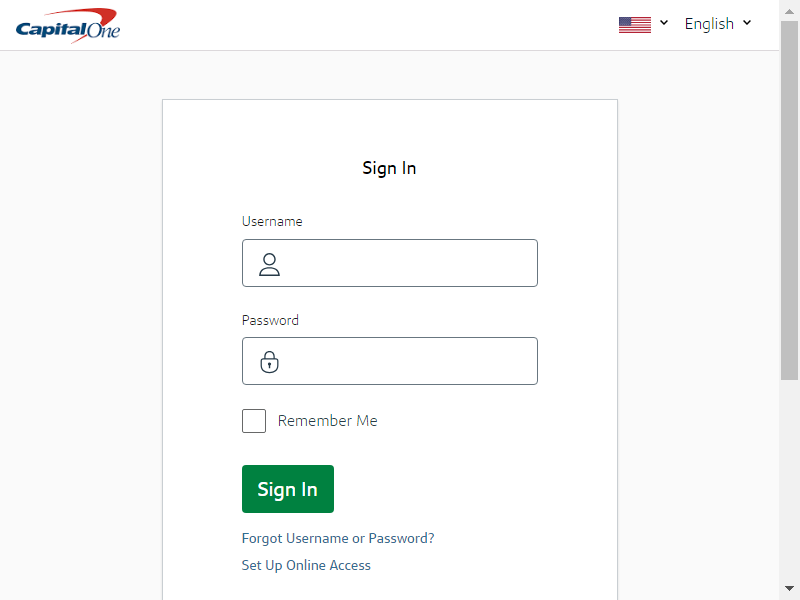 CapitalOne
English
Sign In
Username
Password
Remember Me
Sign In
Forgot Username or Password?
Set Up Online Access